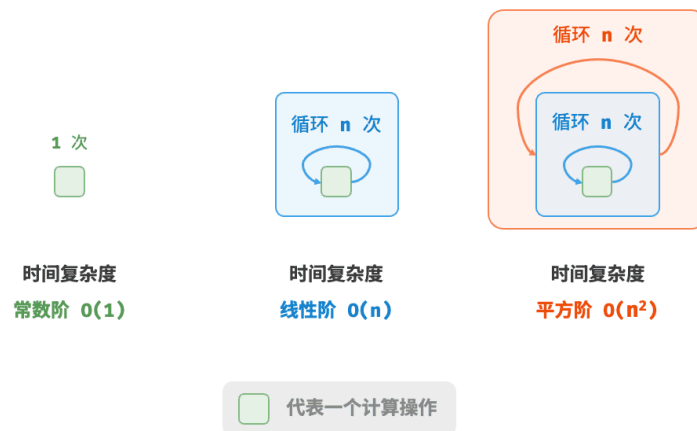 1 次
时间复杂度
常数阶 O(1)
循环 n 次
时间复杂度
线性阶 O(n)
循环 n 次
循环 n 次
时间复杂度
平方阶 O(n²)
代表一个计算操作